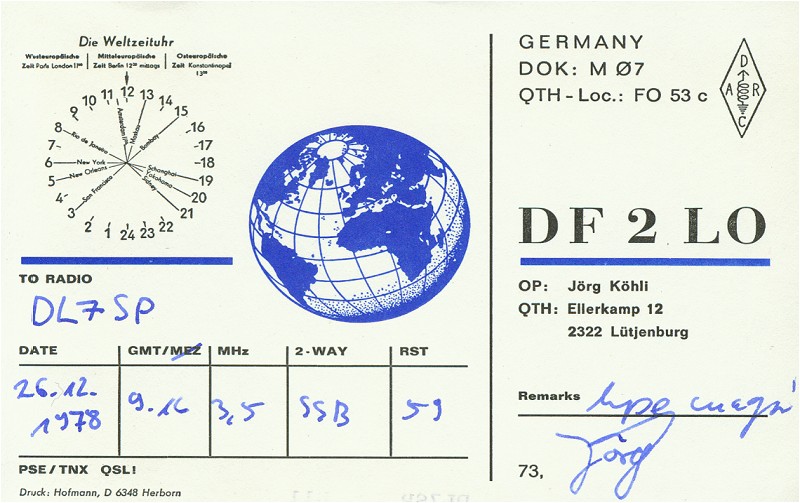 Die Weltzeituhr
Westeuropäische Mitteleuropäische Osteuropäische
Zeit Paris London 11⁰⁰ Zeit Berlin 12⁰⁰ mittags Zeit Konstantinopel
13⁰⁰
12 13 14 15 16 17 18 19 20 21 22 23 24 1 2 3 4 5 6 7 8 9 10 11
Amsterdam
Moskau
Bombay
Rio de Janeiro
New York
New Orleans
San Francisco
Schanghai
Yokohama
Sidney
TO RADIO
DL7SP
DATE GMT/MEZ MHz 2-WAY RST
26.12. 1978 9.16 3,5 SSB 59
PSE/TNX QSL!
Druck: Hofmann, D 6348 Herborn
GERMANY
DOK: M Ø7
QTH-Loc.: FO 53 c
D A R C
DF 2 LO
OP: Jörg Köhli
QTH: Ellerkamp 12
2322 Lütjenburg
Remarks
73, Jörg